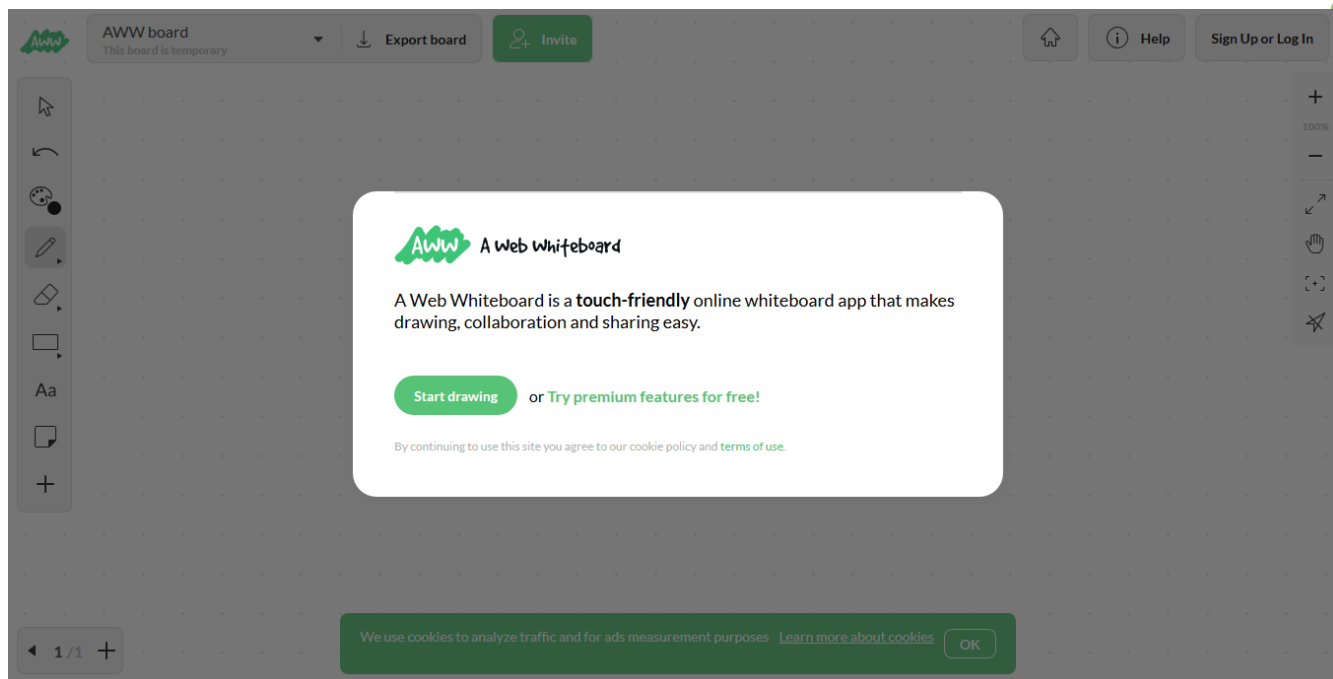 AWW
AWW board
This board is temporary
Export board
Invite
Help
Sign Up or Log In
100%
AWW A Web Whiteboard
A Web Whiteboard is a touch-friendly online whiteboard app that makes
drawing, collaboration and sharing easy.
Start drawing or Try premium features for free!
By continuing to use this site you agree to our cookie policy and terms of use.
Aa
We use cookies to analyze traffic and for ads measurement purposes Learn more about cookies OK
1/1